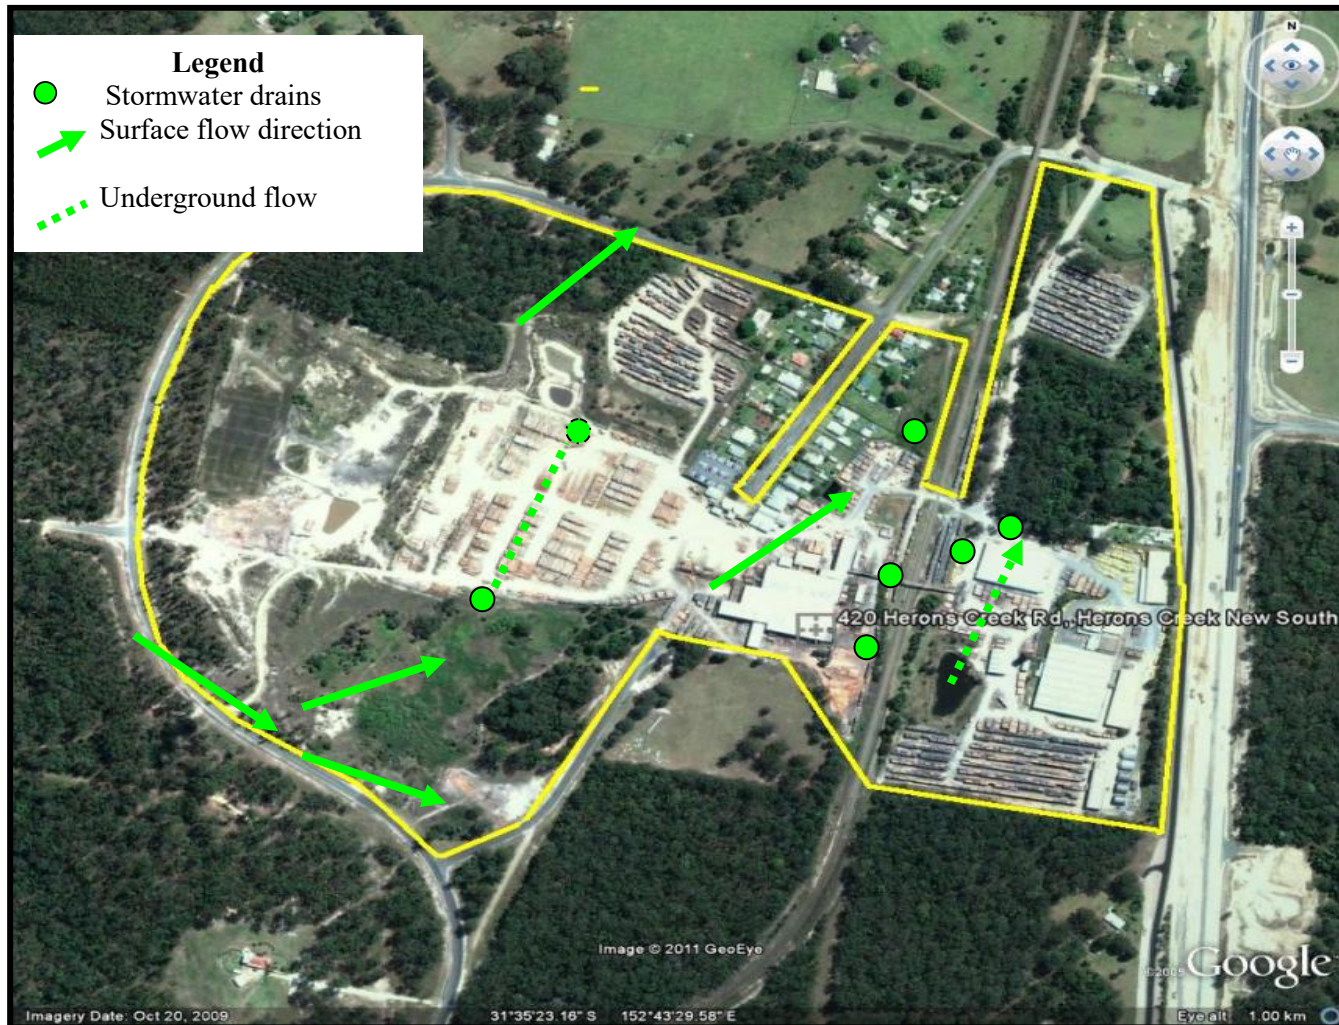 Legend
Stormwater drains
Surface flow direction
Underground flow
N
420 Herons Creek Rd., Herons Creek New South
Image © 2011 GeoEye
©2009 Google
Imagery Date: Oct 20, 2009 31°35'23.16" S 152°43'29.58" E Eye alt 1.00 km